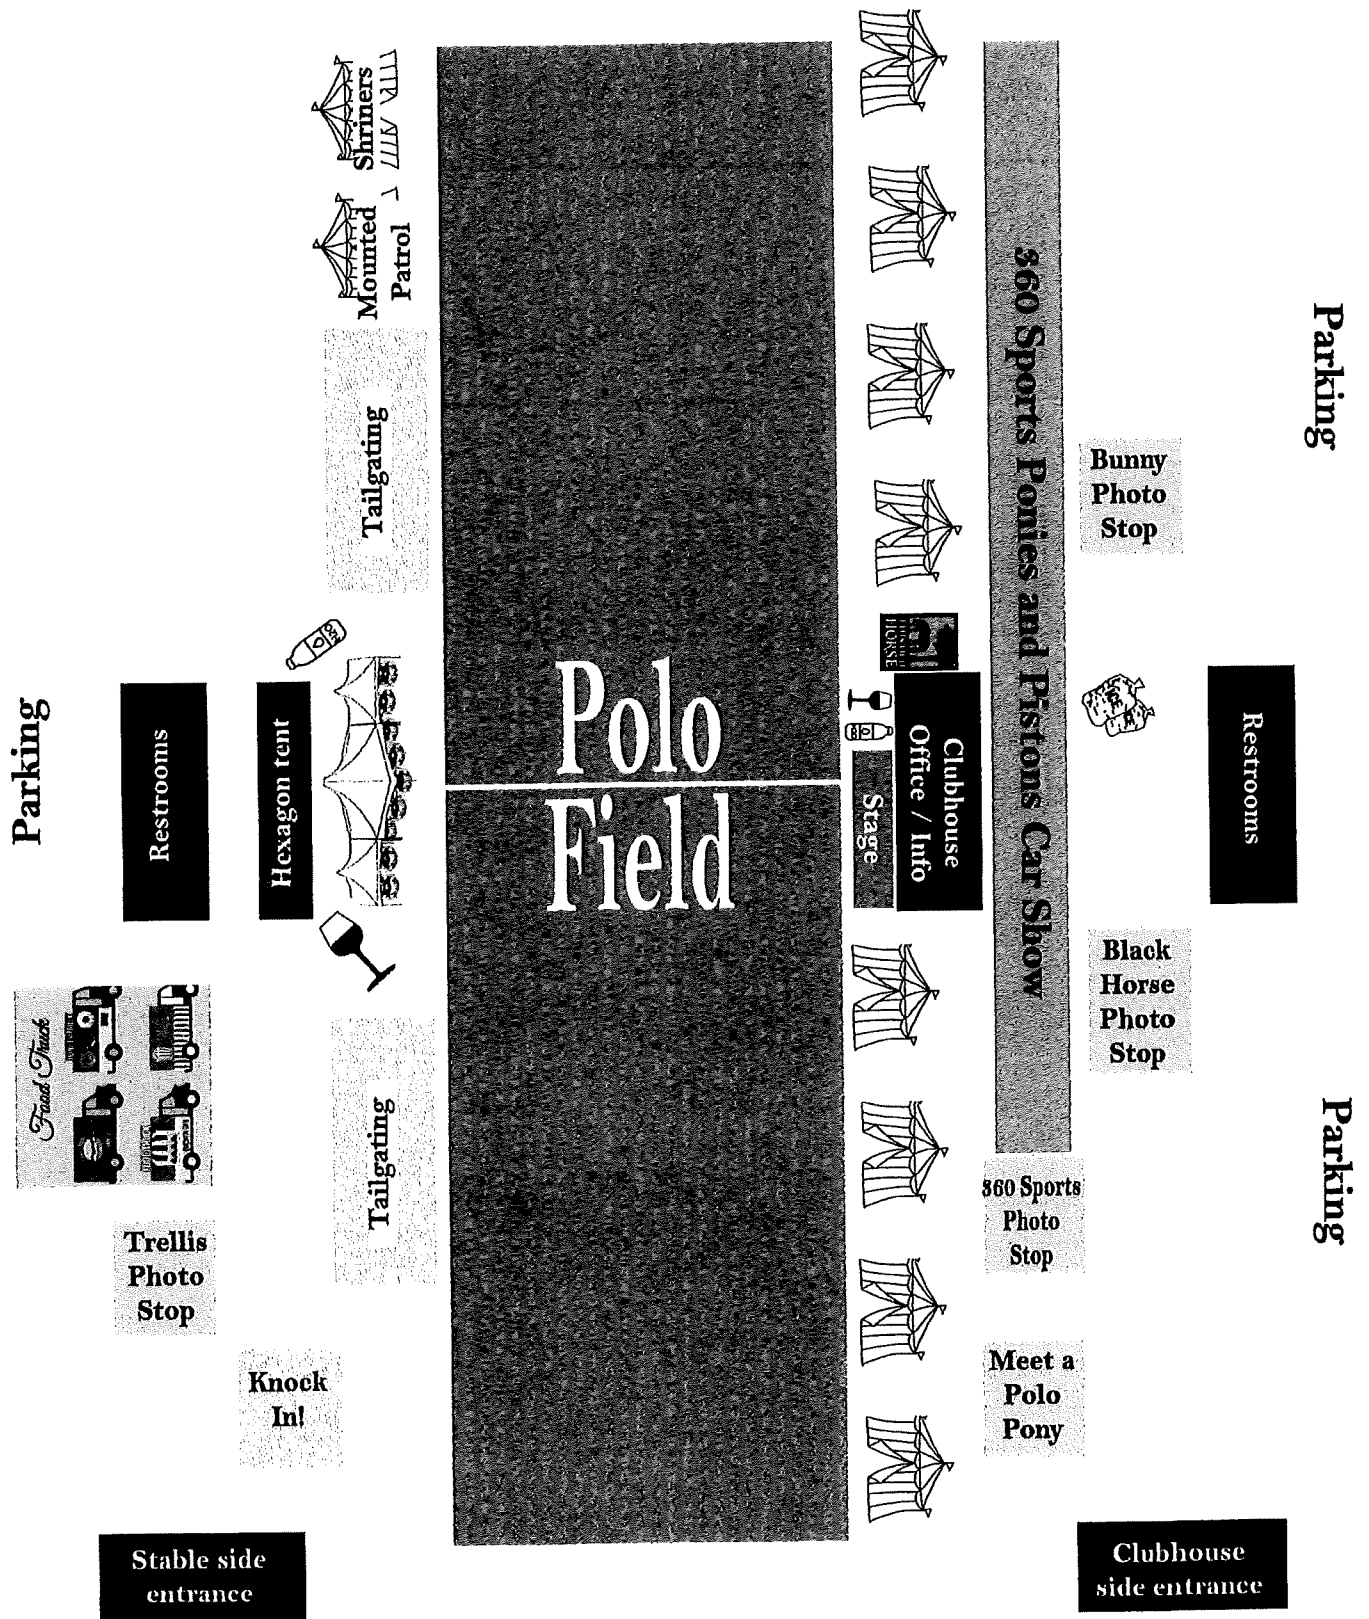 Shriners
Mounted
Patrol
Tailgating
Parking
Restrooms
Hexagon tent
Food Truck
Tailgating
Trellis
Photo
Stop
Knock
In!
Stable side
entrance
Polo
Field
HORSE
Clubhouse
Office / Info
Stage
360 Sports Ponies and Pistons Car Show
Parking
Bunny
Photo
Stop
ICE
Restrooms
Black
Horse
Photo
Stop
Parking
360 Sports
Photo
Stop
Meet a
Polo
Pony
Clubhouse
side entrance